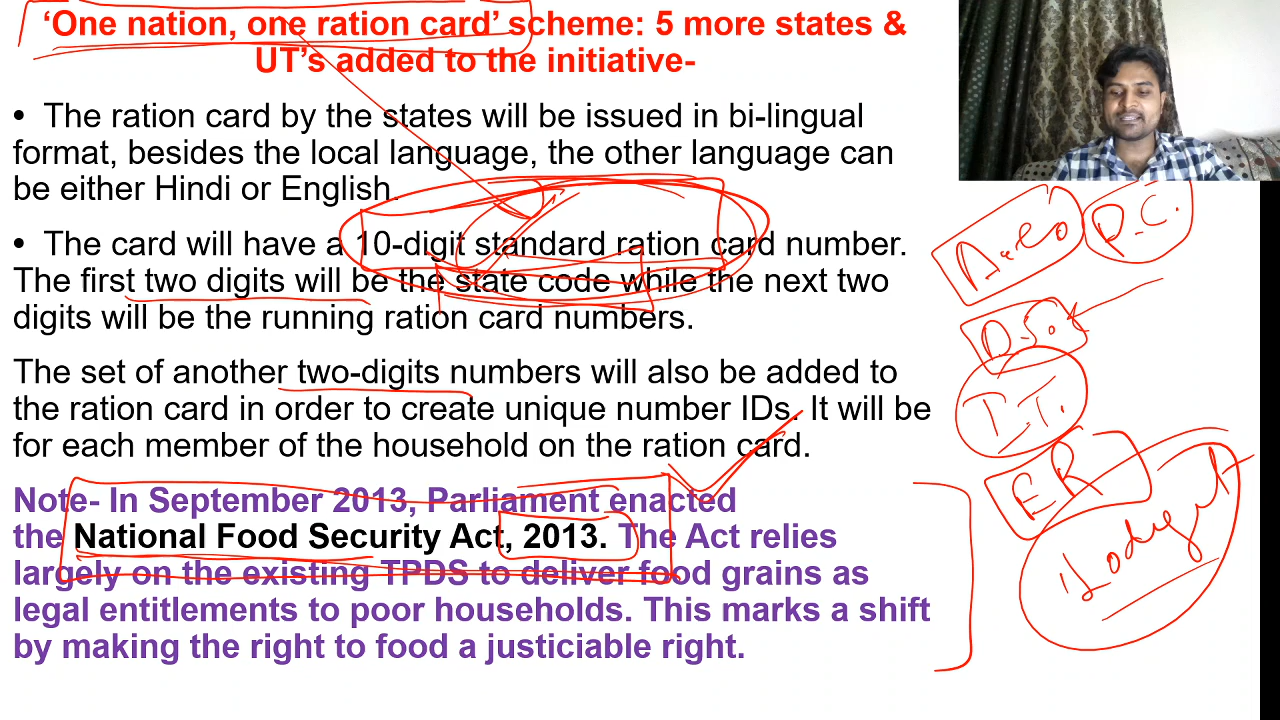 ‘One nation, one ration card’ scheme: 5 more states &
UT’s added to the initiative-
• The ration card by the states will be issued in bi-lingual
format, besides the local language, the other language can
be either Hindi or English.
• The card will have a 10-digit standard ration card number.
The first two digits will be the state code while the next two
digits will be the running ration card numbers.
The set of another two-digits numbers will also be added to
the ration card in order to create unique number IDs. It will be
for each member of the household on the ration card.
Note- In September 2013, Parliament enacted
the National Food Security Act, 2013. The Act relies
largely on the existing TPDS to deliver food grains as
legal entitlements to poor households. This marks a shift
by making the right to food a justiciable right.
D.C.
D.S.O.
I.T.
ER